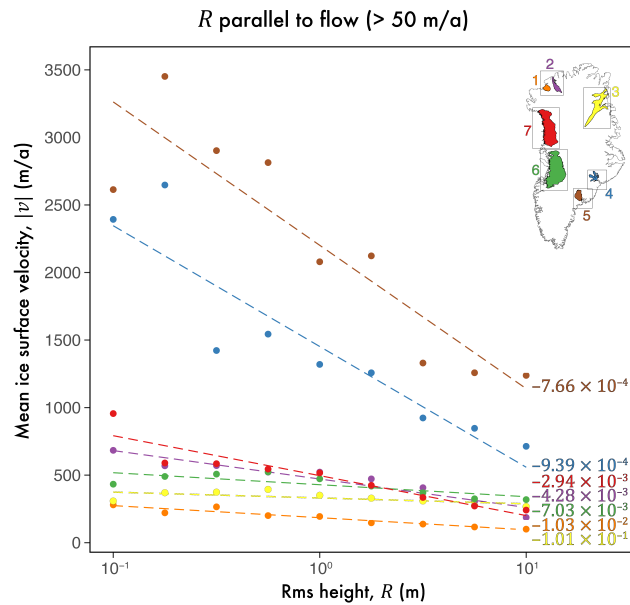 R parallel to flow (> 50 m/a)
Mean ice surface velocity, |v| (m/a)
3500
3000
2500
2000
1500
1000
500
0
1
2
3
7
6
4
5
−7.66 × 10⁻⁴
−9.39 × 10⁻⁴
−2.94 × 10⁻³
−4.28 × 10⁻³
−7.03 × 10⁻³
−1.03 × 10⁻²
−1.01 × 10⁻¹
10⁻¹ 10⁰ 10¹
Rms height, R (m)